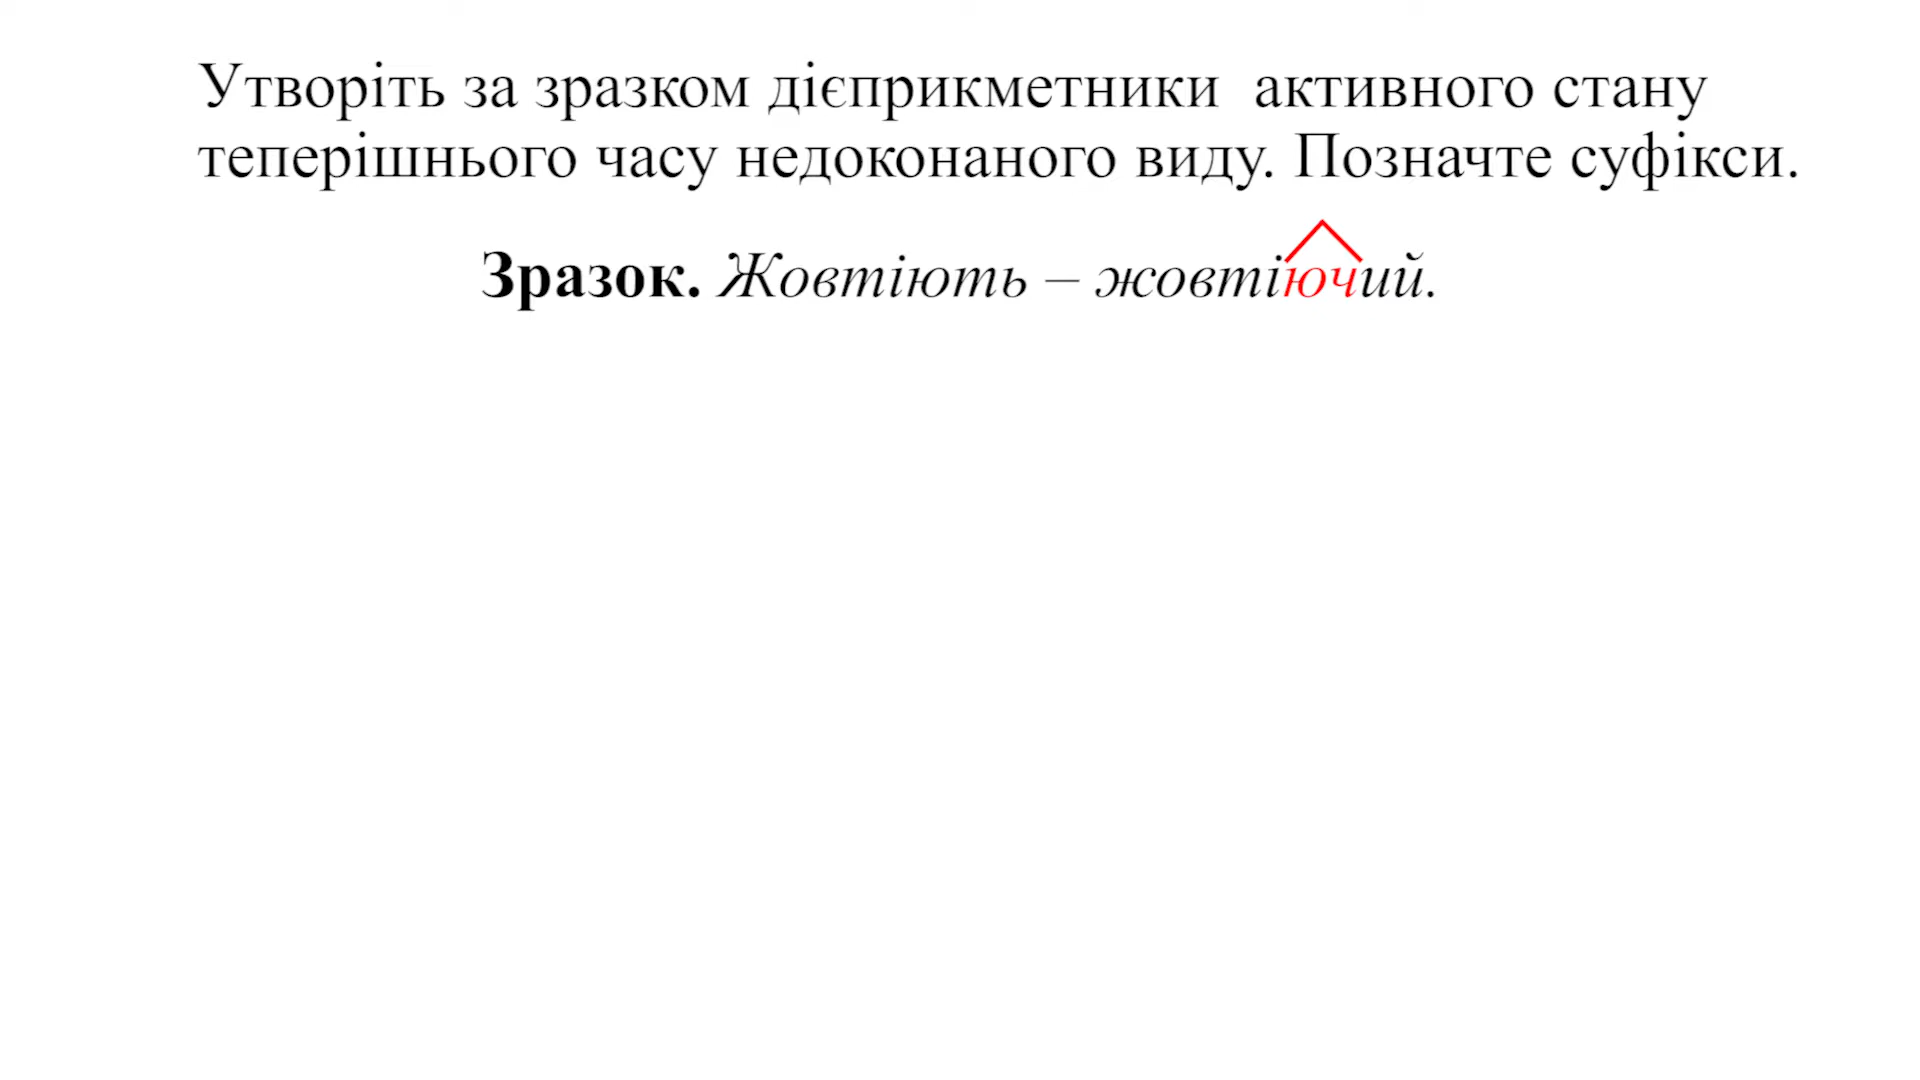 Утворіть за зразком дієприкметники активного стану
теперішнього часу недоконаного виду. Позначте суфікси.
Зразок. Жовтіють – жовтіючий.